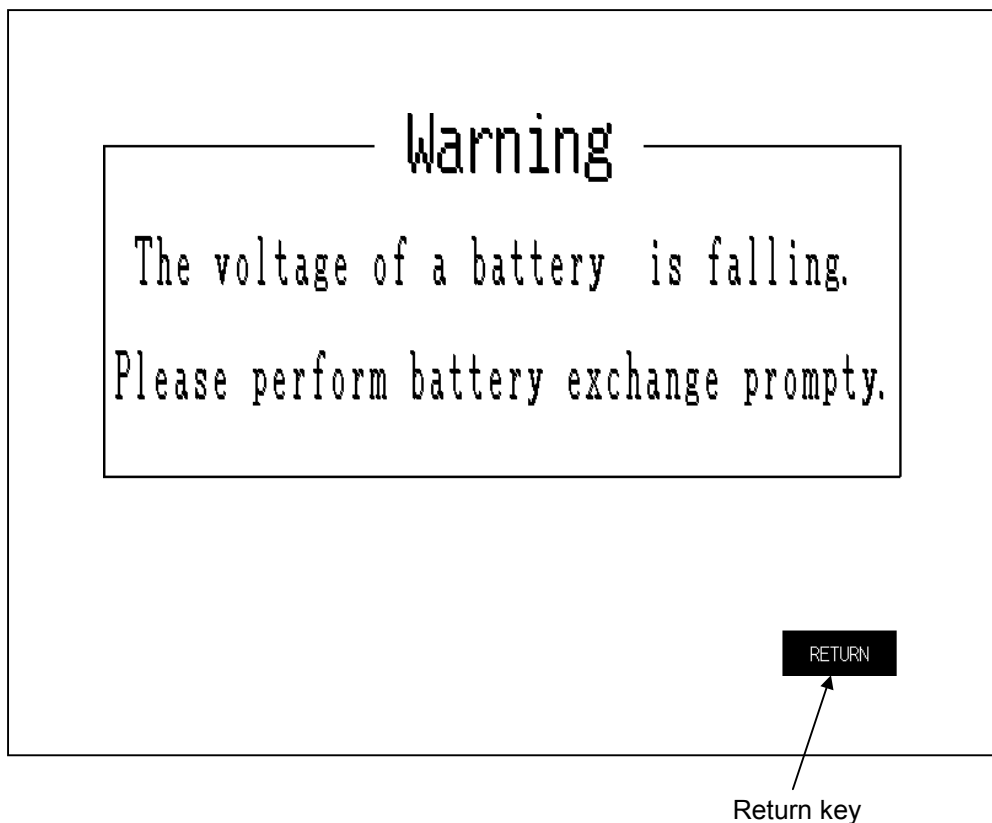 Warning
The voltage of a battery is falling.
Please perform battery exchange prompty.
RETURN
Return key